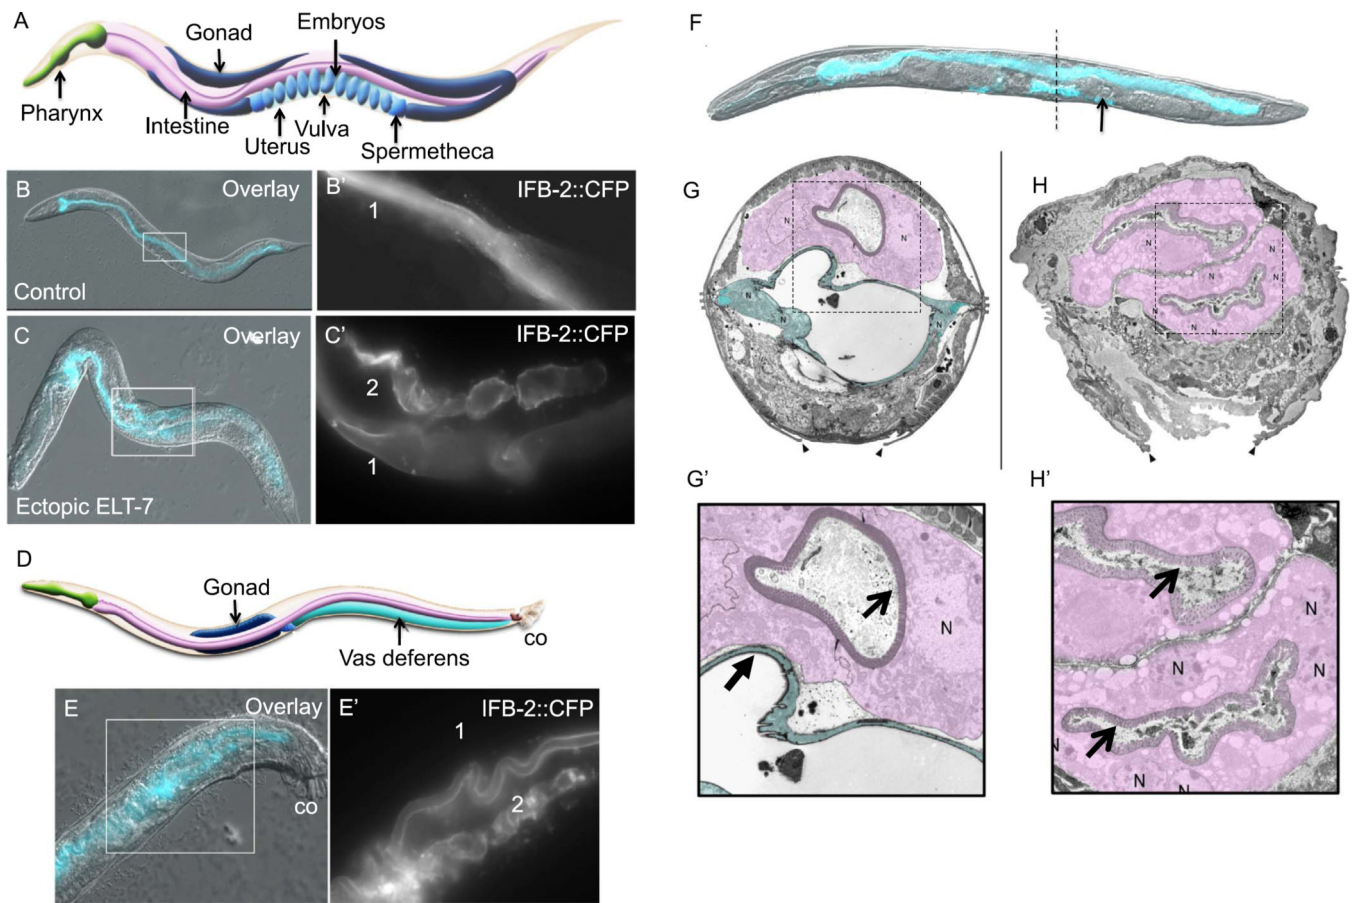 A
Gonad
Embryos
Pharynx
Intestine
Uterus
Vulva
Spermetheca
B
Overlay
Control
B'
IFB-2::CFP
1
C
Overlay
Ectopic ELT-7
C'
IFB-2::CFP
2
1
D
Gonad
Vas deferens
co
E
Overlay
co
E'
IFB-2::CFP
1
2
F
G
N
N
N
N
N
H
N
N
N
N
N
G'
N
H'
N
N
N
N
N
N